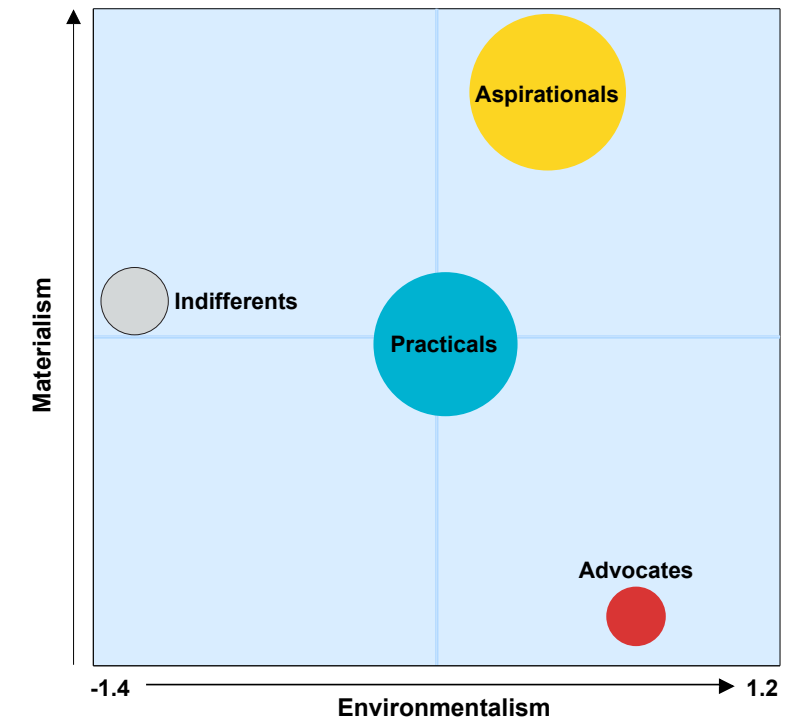 Aspirationals
Indifferents
Practicals
Materialism
Advocates
-1.4
1.2
Environmentalism